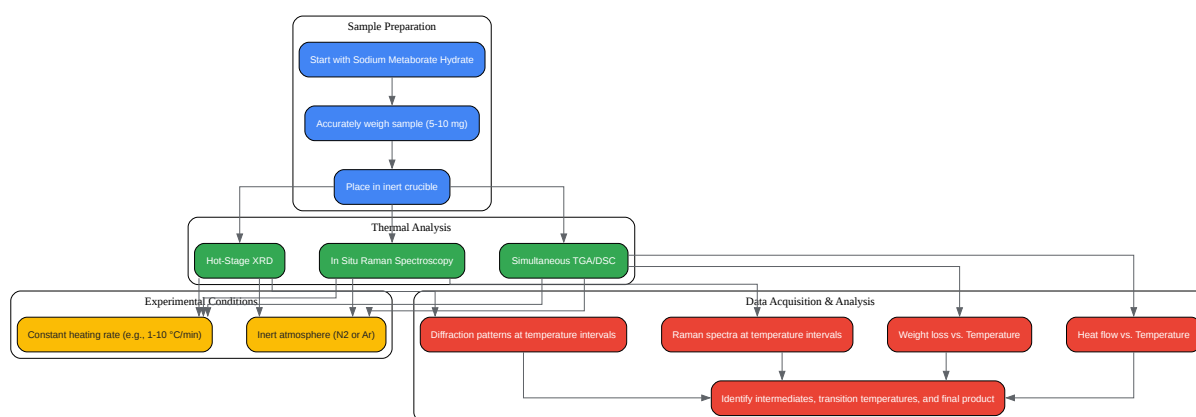 Sample Preparation
Start with Sodium Metaborate Hydrate
Accurately weigh sample (5-10 mg)
Place in inert crucible
Thermal Analysis
Hot-Stage XRD
In Situ Raman Spectroscopy
Simultaneous TGA/DSC
Experimental Conditions
Constant heating rate (e.g., 1-10 °C/min)
Inert atmosphere (N2 or Ar)
Data Acquisition & Analysis
Diffraction patterns at temperature intervals
Raman spectra at temperature intervals
Weight loss vs. Temperature
Heat flow vs. Temperature
Identify intermediates, transition temperatures, and final product